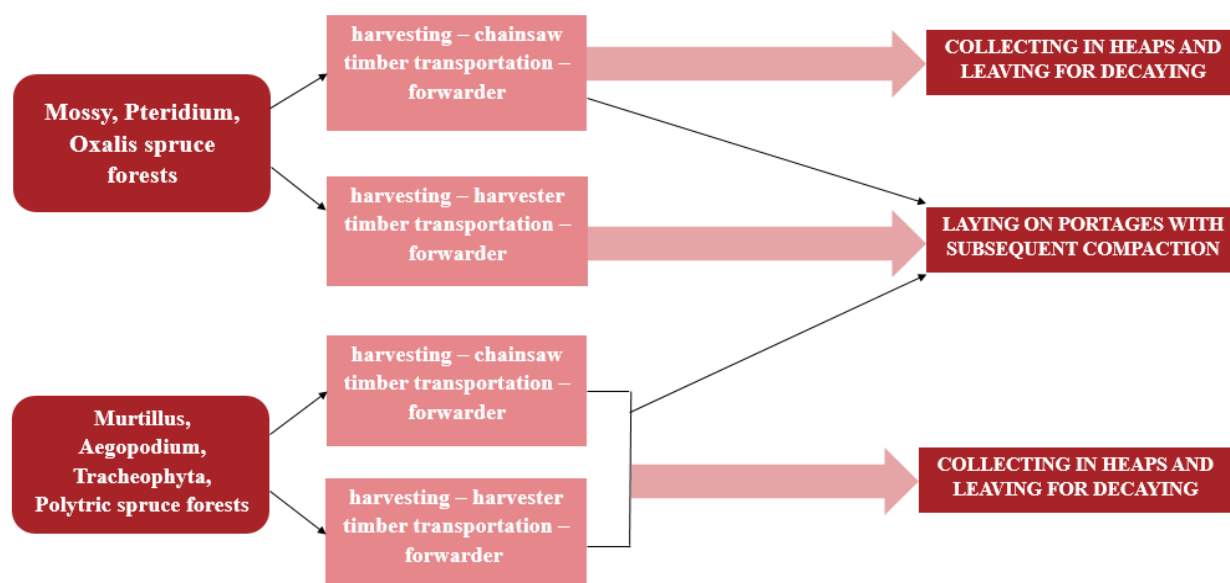 Mossy, Pteridium,
Oxalis spruce
forests
harvesting – chainsaw
timber transportation –
forwarder
COLLECTING IN HEAPS AND
LEAVING FOR DECAYING
harvesting – harvester
timber transportation –
forwarder
LAYING ON PORTAGES WITH
SUBSEQUENT COMPACTION
Murtillus,
Aegopodium,
Tracheophyta,
Polytric spruce forests
harvesting – chainsaw
timber transportation –
forwarder
harvesting – harvester
timber transportation –
forwarder
COLLECTING IN HEAPS AND
LEAVING FOR DECAYING